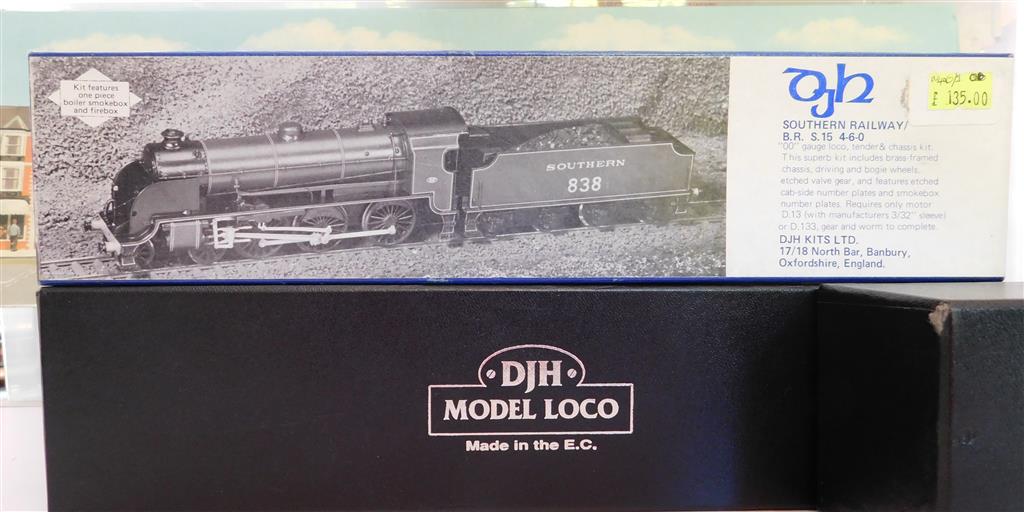 Kit features
one piece
boiler smokebox
and firebox
SOUTHERN
838
djh
£ 135.00
SOUTHERN RAILWAY/
B.R. S.15 4-6-0
"00" gauge loco, tender & chassis kit.
This superb kit includes brass-framed
chassis, driving and bogie wheels,
etched valve gear, and features etched
cab-side number plates and smokebox
number plates. Requires only motor
D.13 (with manufacturers 3/32" sleeve)
or D.133, gear and worm to complete.
DJH KITS LTD.
17/18 North Bar, Banbury,
Oxfordshire, England.
DJH
MODEL LOCO
Made in the E.C.